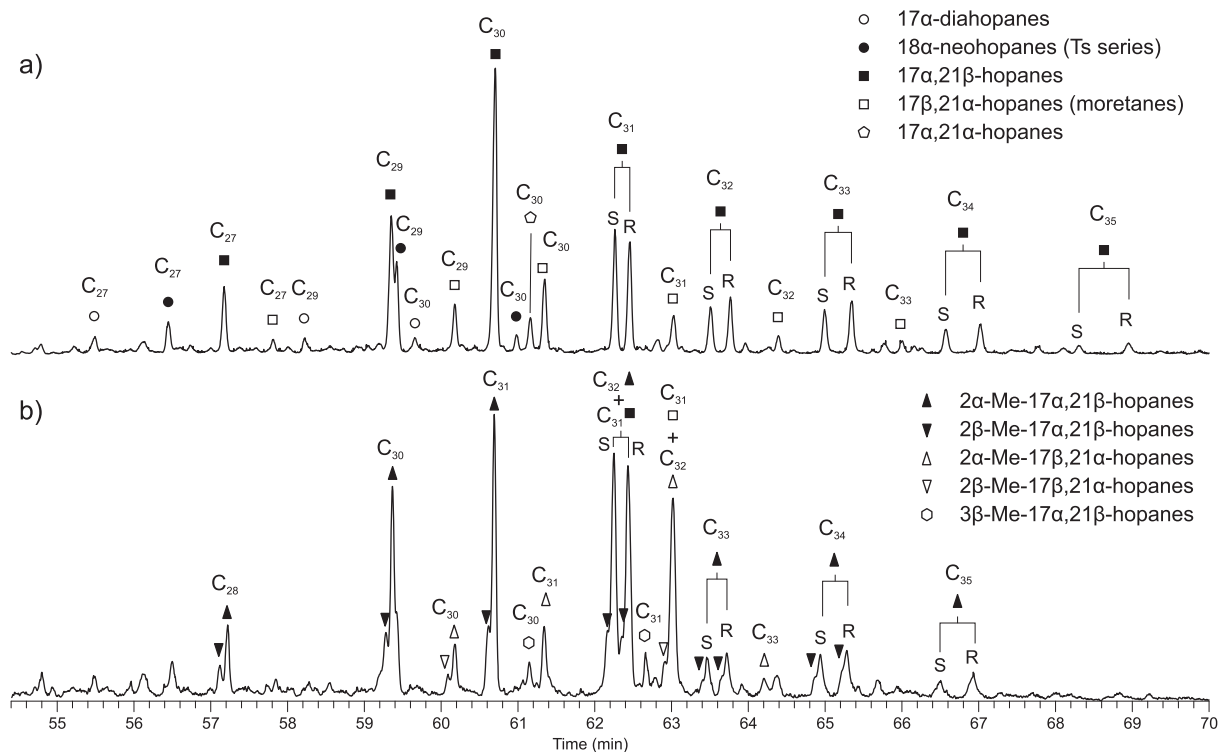 a)
17α-diahopanes
18α-neohopanes (Ts series)
17α,21β-hopanes
17β,21α-hopanes (moretanes)
17α,21α-hopanes
C27
C27
C27
C27
C29
C29
C29
C30
C29
C30
C30
C30
C30
C31
S
R
C31
C32
S
R
C32
C33
S
R
C33
C34
S
R
C35
S
R
b)
2α-Me-17α,21β-hopanes
2β-Me-17α,21β-hopanes
2α-Me-17β,21α-hopanes
2β-Me-17β,21α-hopanes
3β-Me-17α,21β-hopanes
C28
C30
C30
C31
C30
C31
C32
+
C31
S
R
C31
C31
+
C32
C33
S
R
C33
C34
S
R
C35
S
R
55 56 57 58 59 60 61 62 63 64 65 66 67 68 69 70
Time (min)